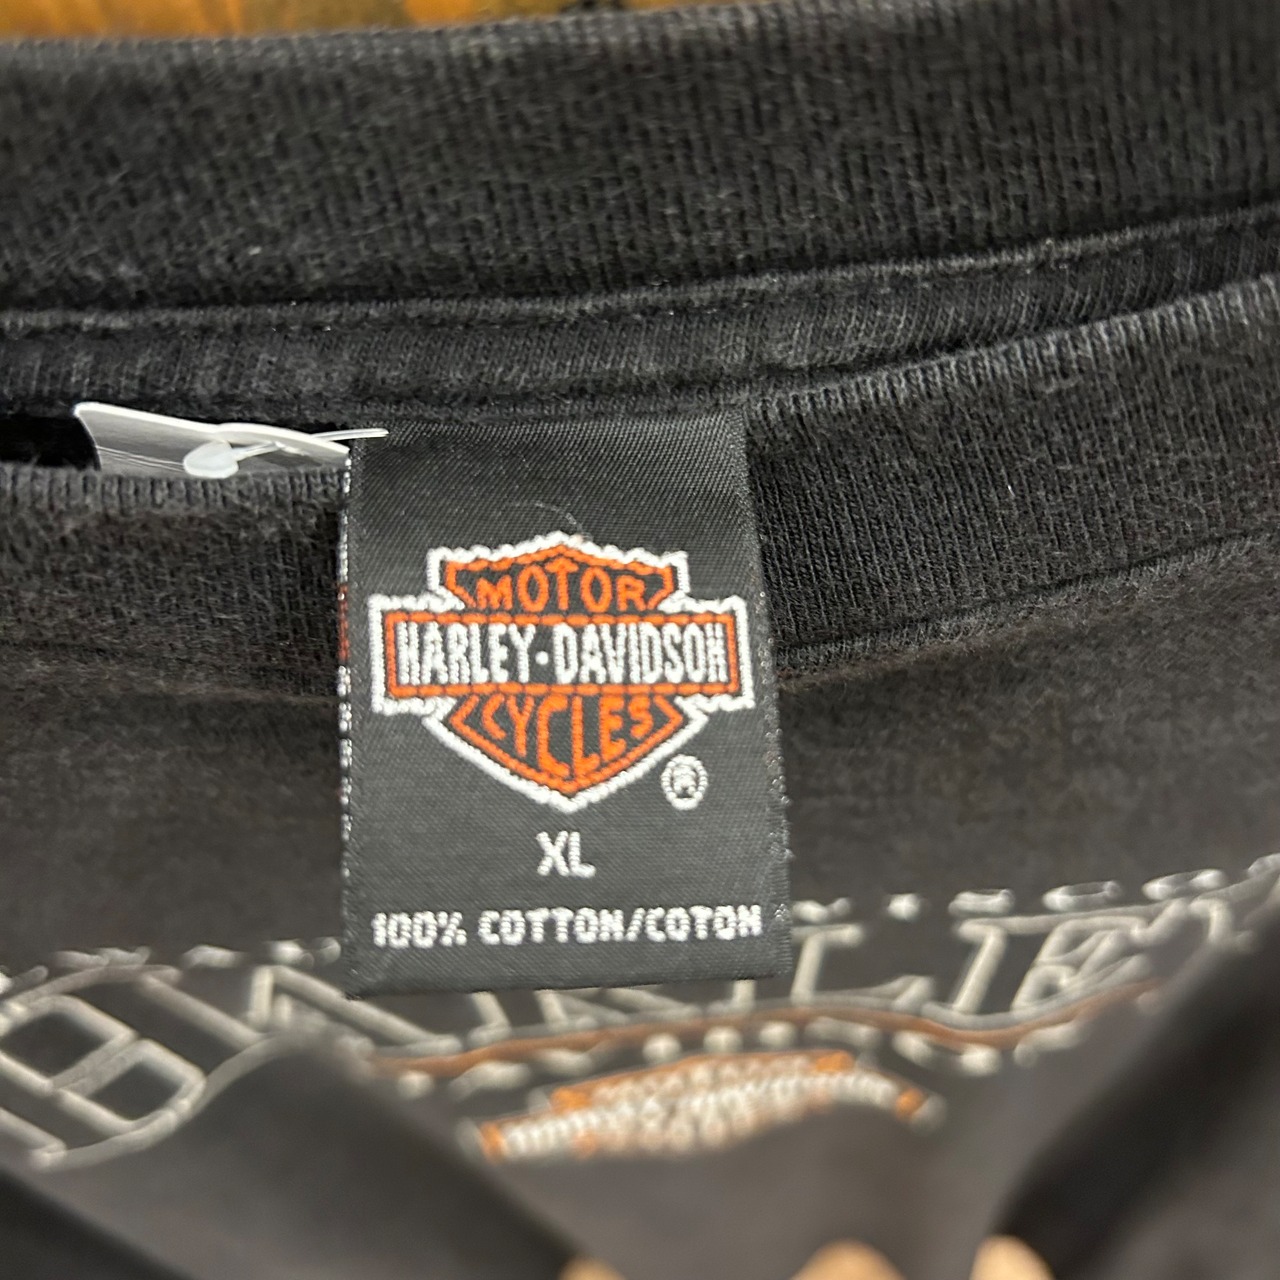 MOTOR
HARLEY-DAVIDSON
CYCLES
®
XL
100% COTTON/COTON